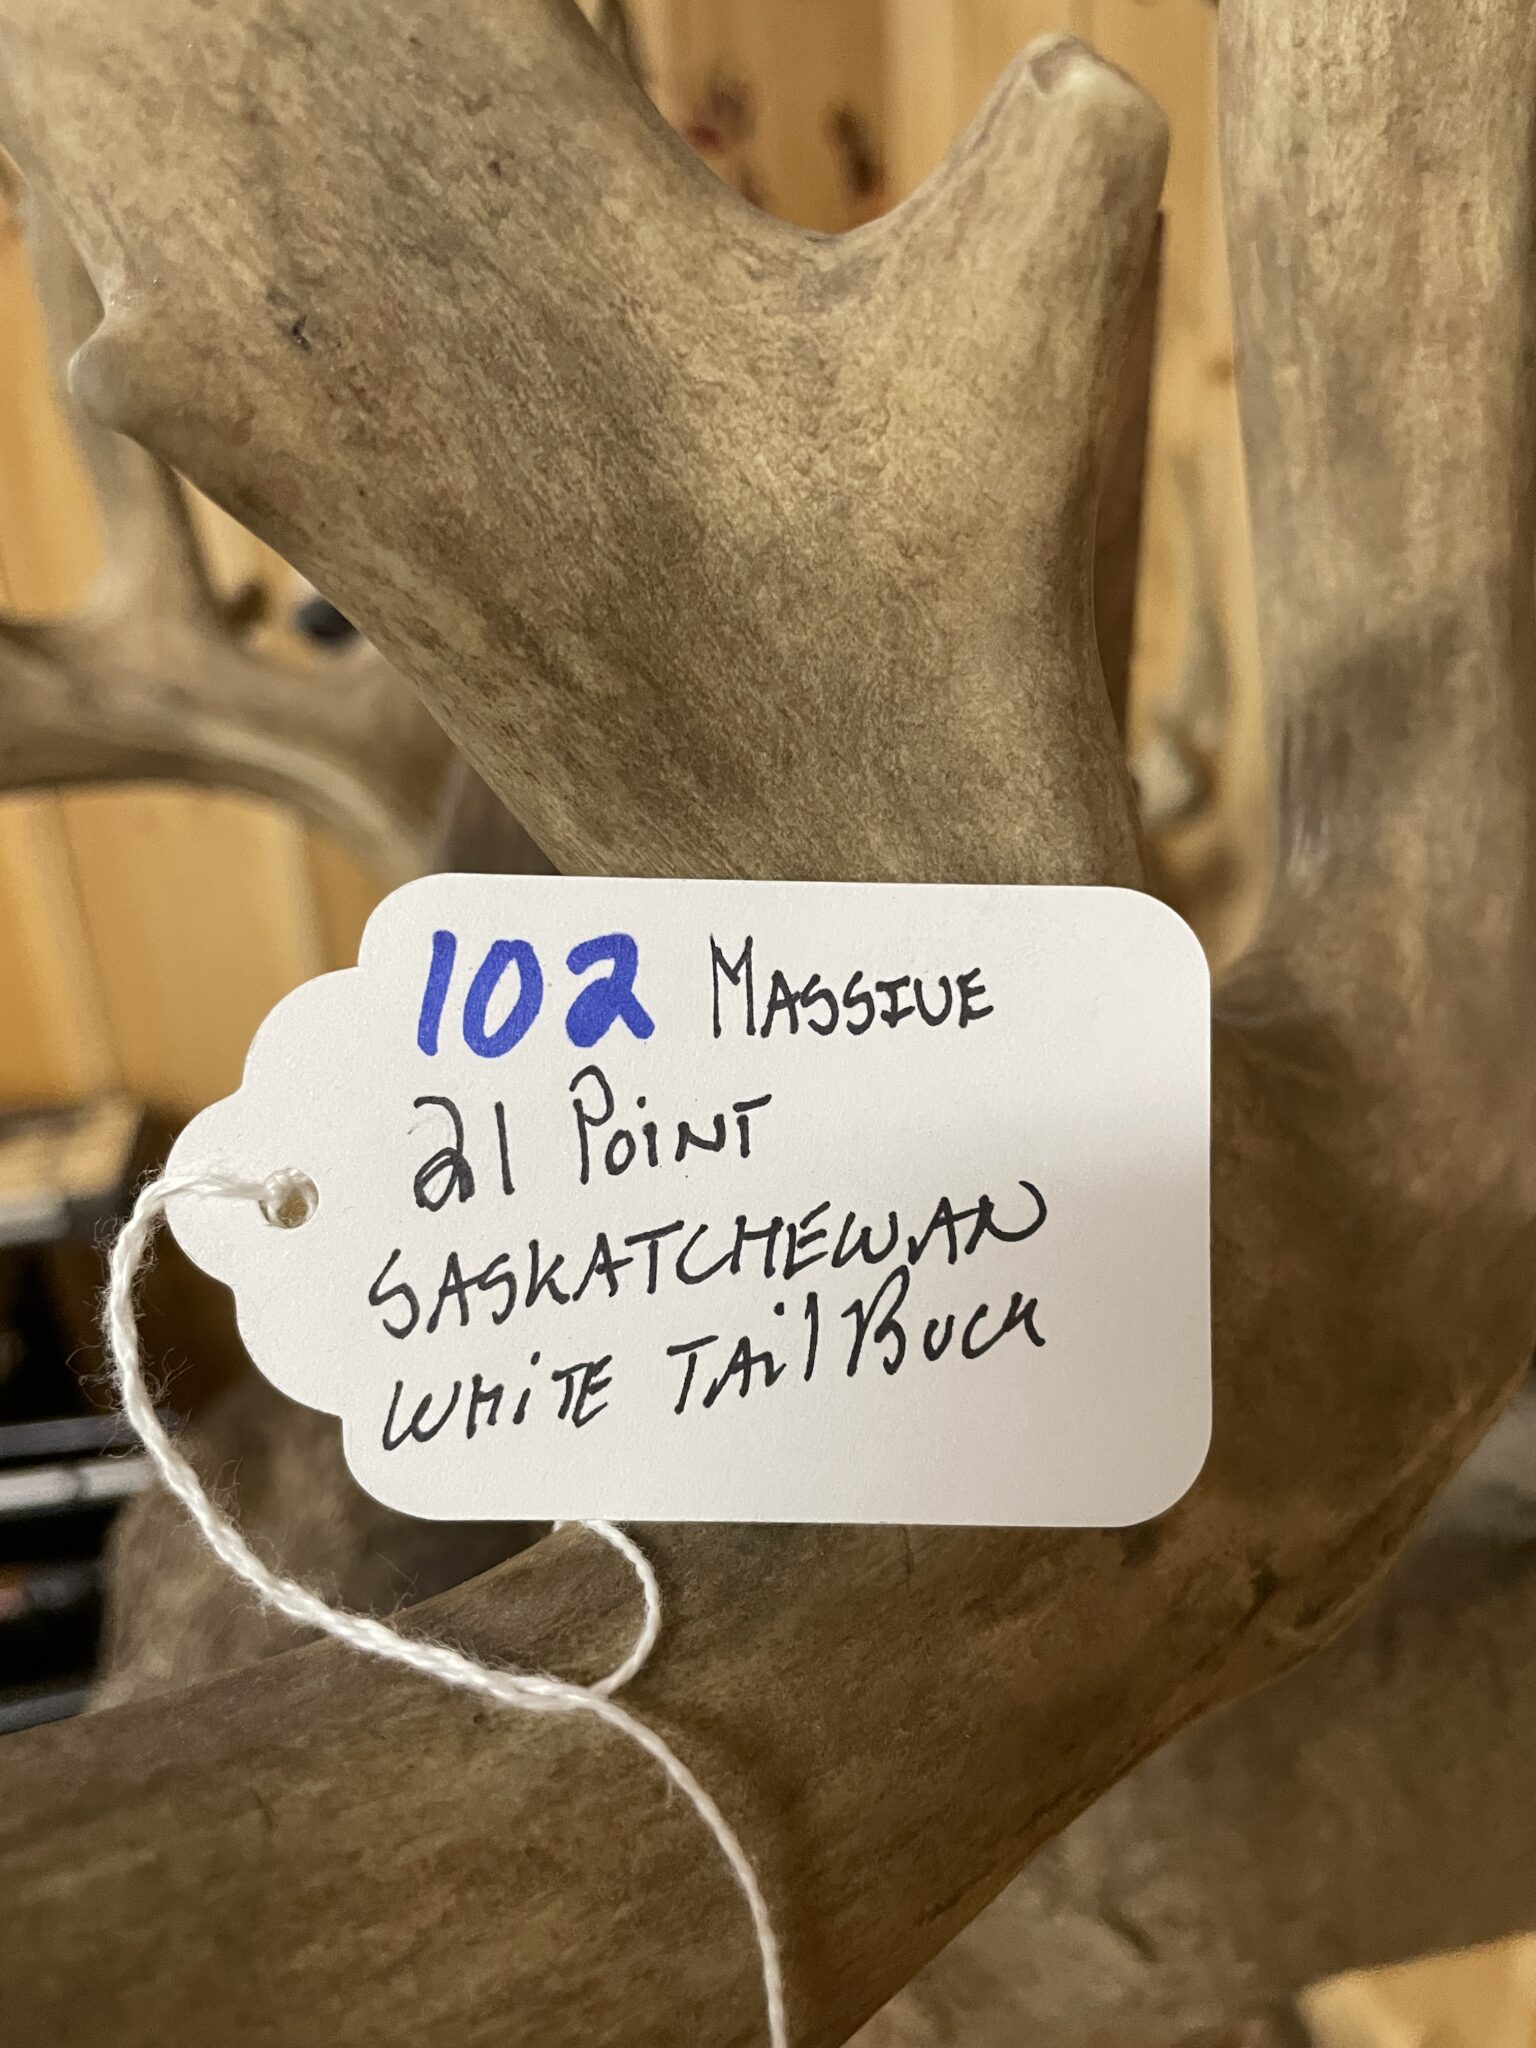 102 Massive
21 Point
Saskatchewan
White Tail Buck